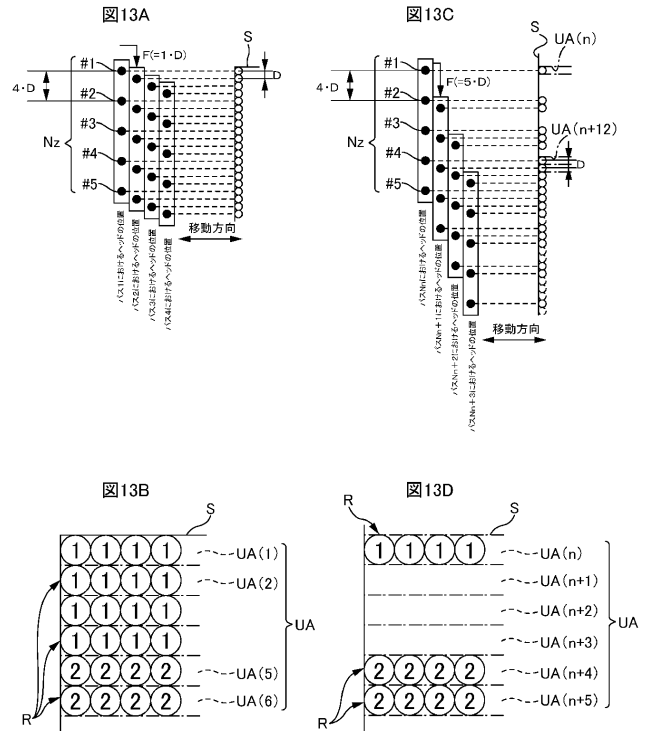 図13A
S
F(=1・D)
D
#1
4・D
#2
#3
Nz
#4
#5
移動方向
パス1におけるヘッドの位置
パス2におけるヘッドの位置
パス3におけるヘッドの位置
パス4におけるヘッドの位置
図13C
S
UA(n)
#1
F(=5・D)
4・D
#2
#3
UA(n+12)
Nz
#4
D
#5
移動方向
パスNnにおけるヘッドの位置
パスNn+1におけるヘッドの位置
パスNn+2におけるヘッドの位置
パスNn+3におけるヘッドの位置
図13B
S
1 1 1 1 UA(1)
1 1 1 1 UA(2)
1 1 1 1
UA
1 1 1 1
2 2 2 2 UA(5)
2 2 2 2 UA(6)
R
図13D
R
S
1 1 1 1 UA(n)
UA(n+1)
UA(n+2)
UA
UA(n+3)
2 2 2 2 UA(n+4)
2 2 2 2 UA(n+5)
R